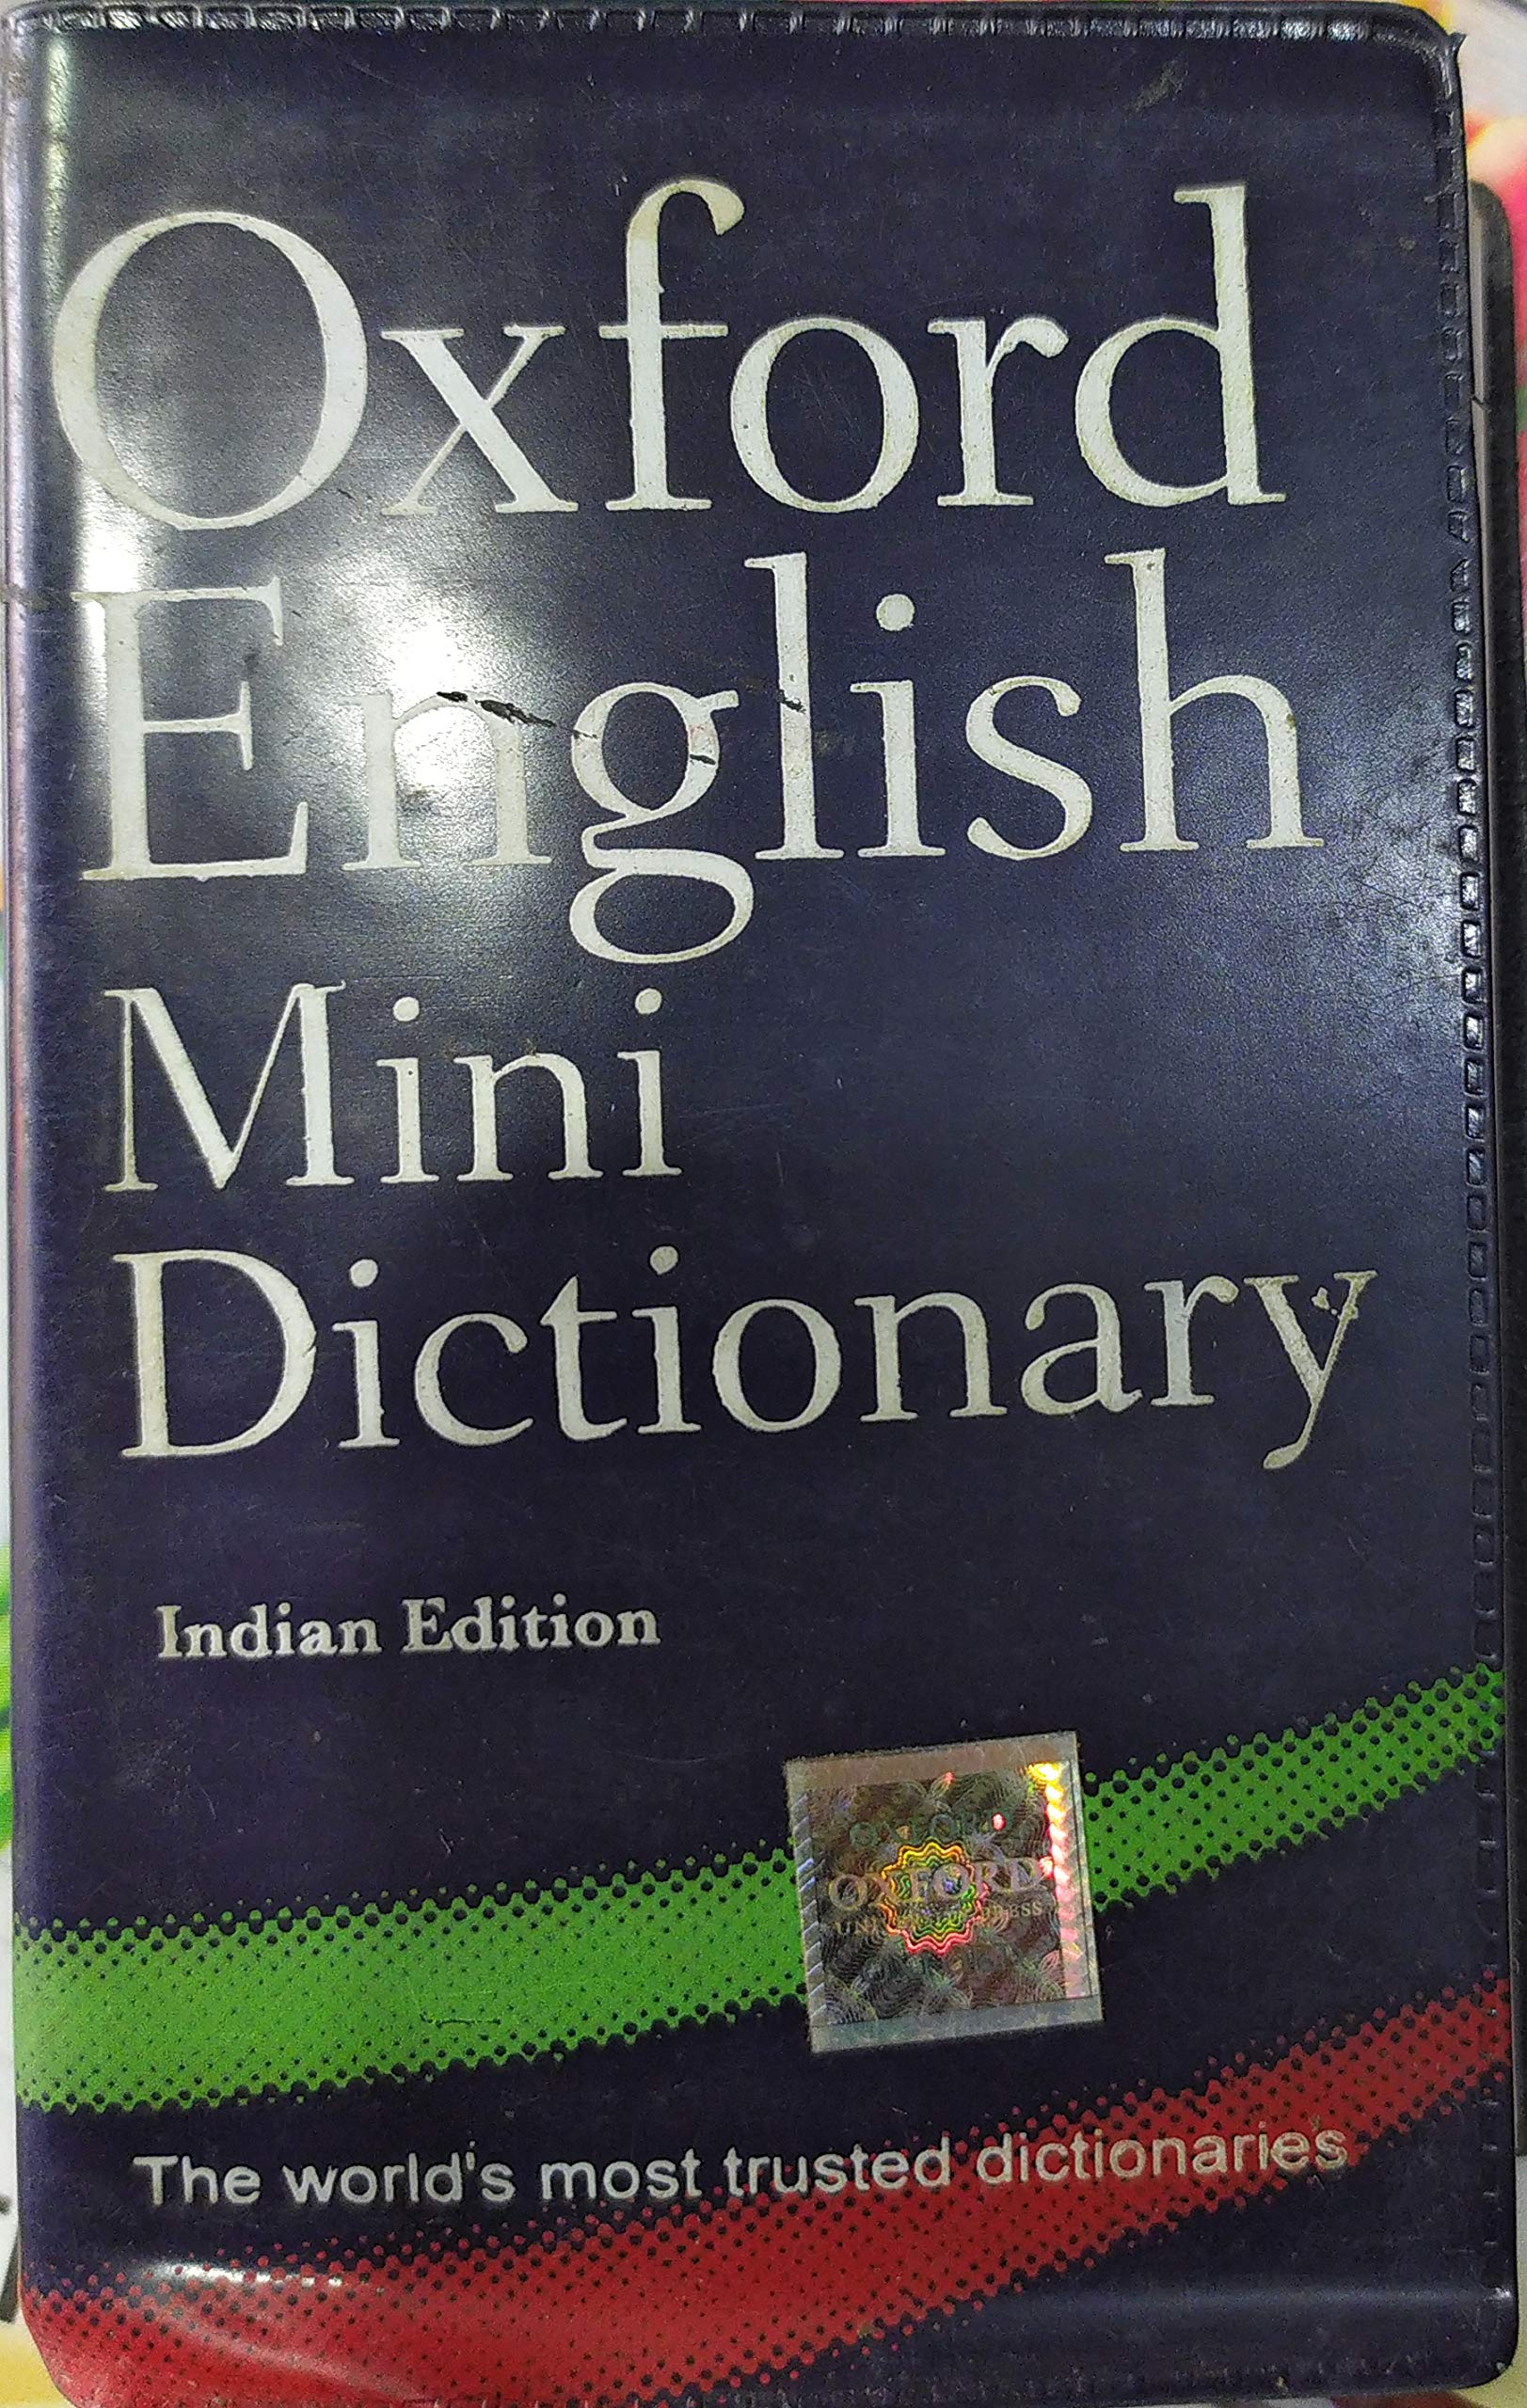 Oxford
English
Mini
Dictionary
Indian Edition
OXFORD
The world's most trusted dictionaries